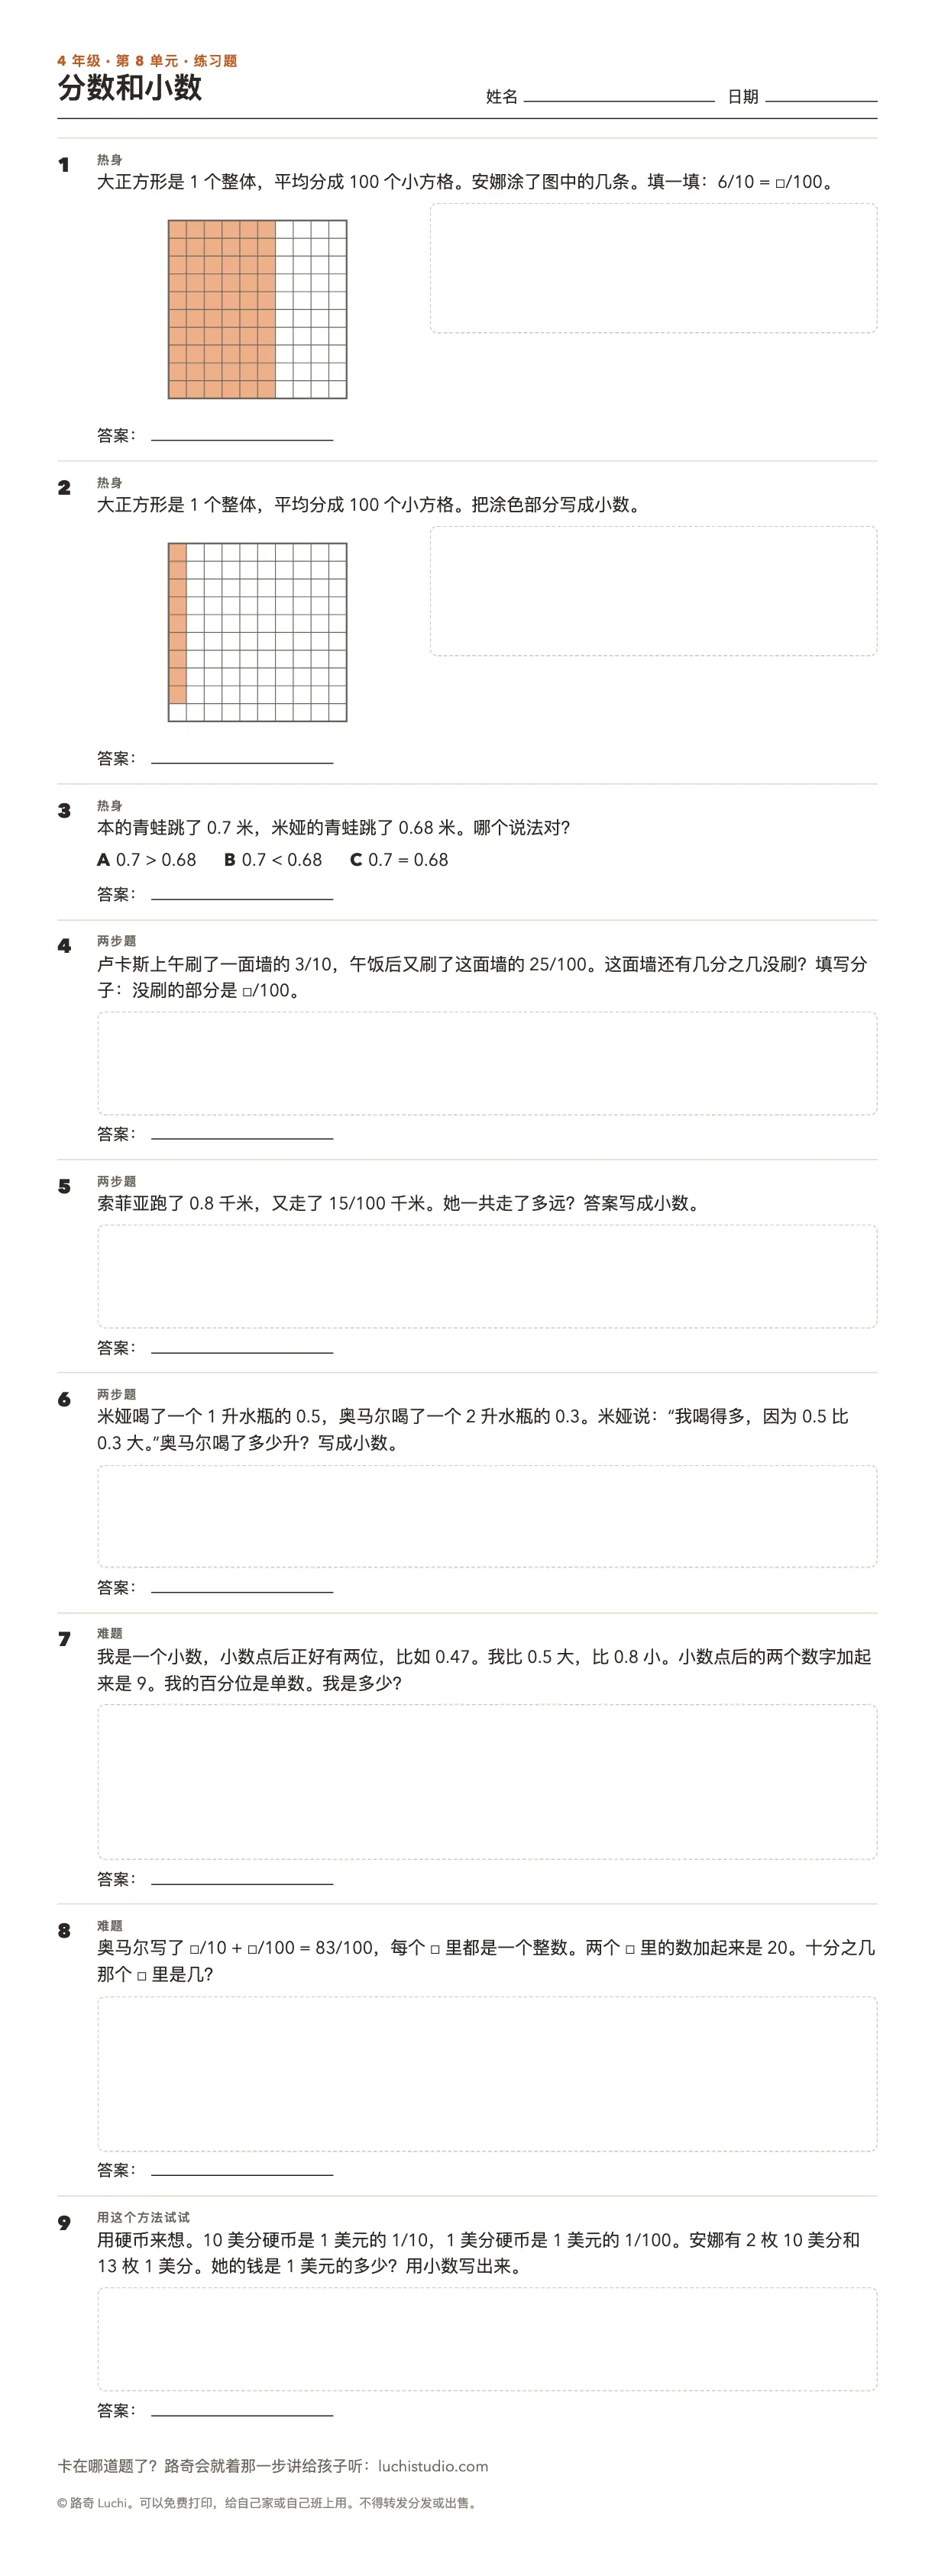 4 年级 · 第 8 单元 · 练习题
分数和小数
姓名 日期
1 热身
大正方形是 1 个整体，平均分成 100 个小方格。安娜涂了图中的几条。填一填：6/10 = □/100。
答案：
2 热身
大正方形是 1 个整体，平均分成 100 个小方格。把涂色部分写成小数。
答案：
3 热身
本的青蛙跳了 0.7 米，米娅的青蛙跳了 0.68 米。哪个说法对？
A 0.7 > 0.68 B 0.7 < 0.68 C 0.7 = 0.68
答案：
4 两步题
卢卡斯上午刷了一面墙的 3/10，午饭后又刷了这面墙的 25/100。这面墙还有几分之几没刷？填写分
子：没刷的部分是 □/100。
答案：
5 两步题
索菲亚跑了 0.8 千米，又走了 15/100 千米。她一共走了多远？答案写成小数。
答案：
6 两步题
米娅喝了一个 1 升水瓶的 0.5，奥马尔喝了一个 2 升水瓶的 0.3。米娅说：“我喝得多，因为 0.5 比
0.3 大。”奥马尔喝了多少升？写成小数。
答案：
7 难题
我是一个小数，小数点后正好有两位，比如 0.47。我比 0.5 大，比 0.8 小。小数点后的两个数字加起
来是 9。我的百分位是单数。我是多少？
答案：
8 难题
奥马尔写了 □/10 + □/100 = 83/100，每个 □ 里都是一个整数。两个 □ 里的数加起来是 20。十分之几
那个 □ 里是几？
答案：
9 用这个方法试试
用硬币来想。10 美分硬币是 1 美元的 1/10，1 美分硬币是 1 美元的 1/100。安娜有 2 枚 10 美分和
13 枚 1 美分。她的钱是 1 美元的多少？用小数写出来。
答案：
卡在哪道题了？路奇会就着那一步讲给孩子听：luchistudio.com
© 路奇 Luchi。可以免费打印，给自己家或自己班上用。不得转发分发或出售。